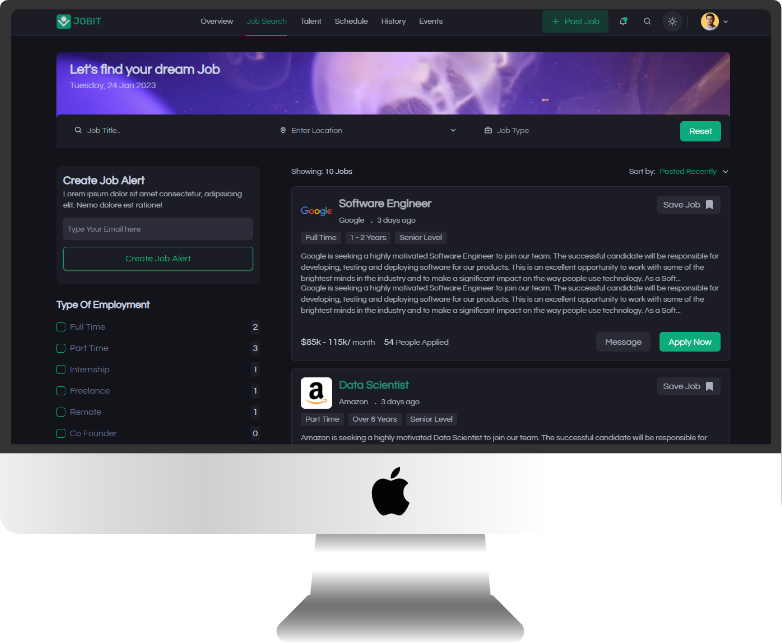 JOBIT
Overview Job Search Talent Schedule History Events
+ Post Job
Let's find your dream Job
Tuesday, 24 Jan 2023
Job Title..
Enter Location
Job Type
Reset
Create Job Alert
Lorem ipsum dolor sit amet consectetur, adipisicing
elit. Nemo dolore est ratione!
Type Your Email here
Create Job Alert
Type Of Employment
Full Time 2
Part Time 3
Internship 1
Freelance 1
Remote 1
Co Founder 0
Showing: 10 Jobs
Sort by: Posted Recently
Google
Software Engineer
Save Job
Google . 3 days ago
Full Time 1 - 2 Years Senior Level
Google is seeking a highly motivated Software Engineer to join our team. The successful candidate will be responsible for
developing, testing and deploying software for our products. This is an excellent opportunity to work with some of the
brightest minds in the industry and to make a significant impact on the way people use technology. As a Soft...
Google is seeking a highly motivated Software Engineer to join our team. The successful candidate will be responsible for
developing, testing and deploying software for our products. This is an excellent opportunity to work with some of the
brightest minds in the industry and to make a significant impact on the way people use technology. As a Soft...
$85k - 115k/ month 54 People Applied
Message
Apply Now
a
Data Scientist
Save Job
Amazon . 3 days ago
Part Time Over 6 Years Senior Level
Amazon is seeking a highly motivated Data Scientist to join our team. The successful candidate will be responsible for